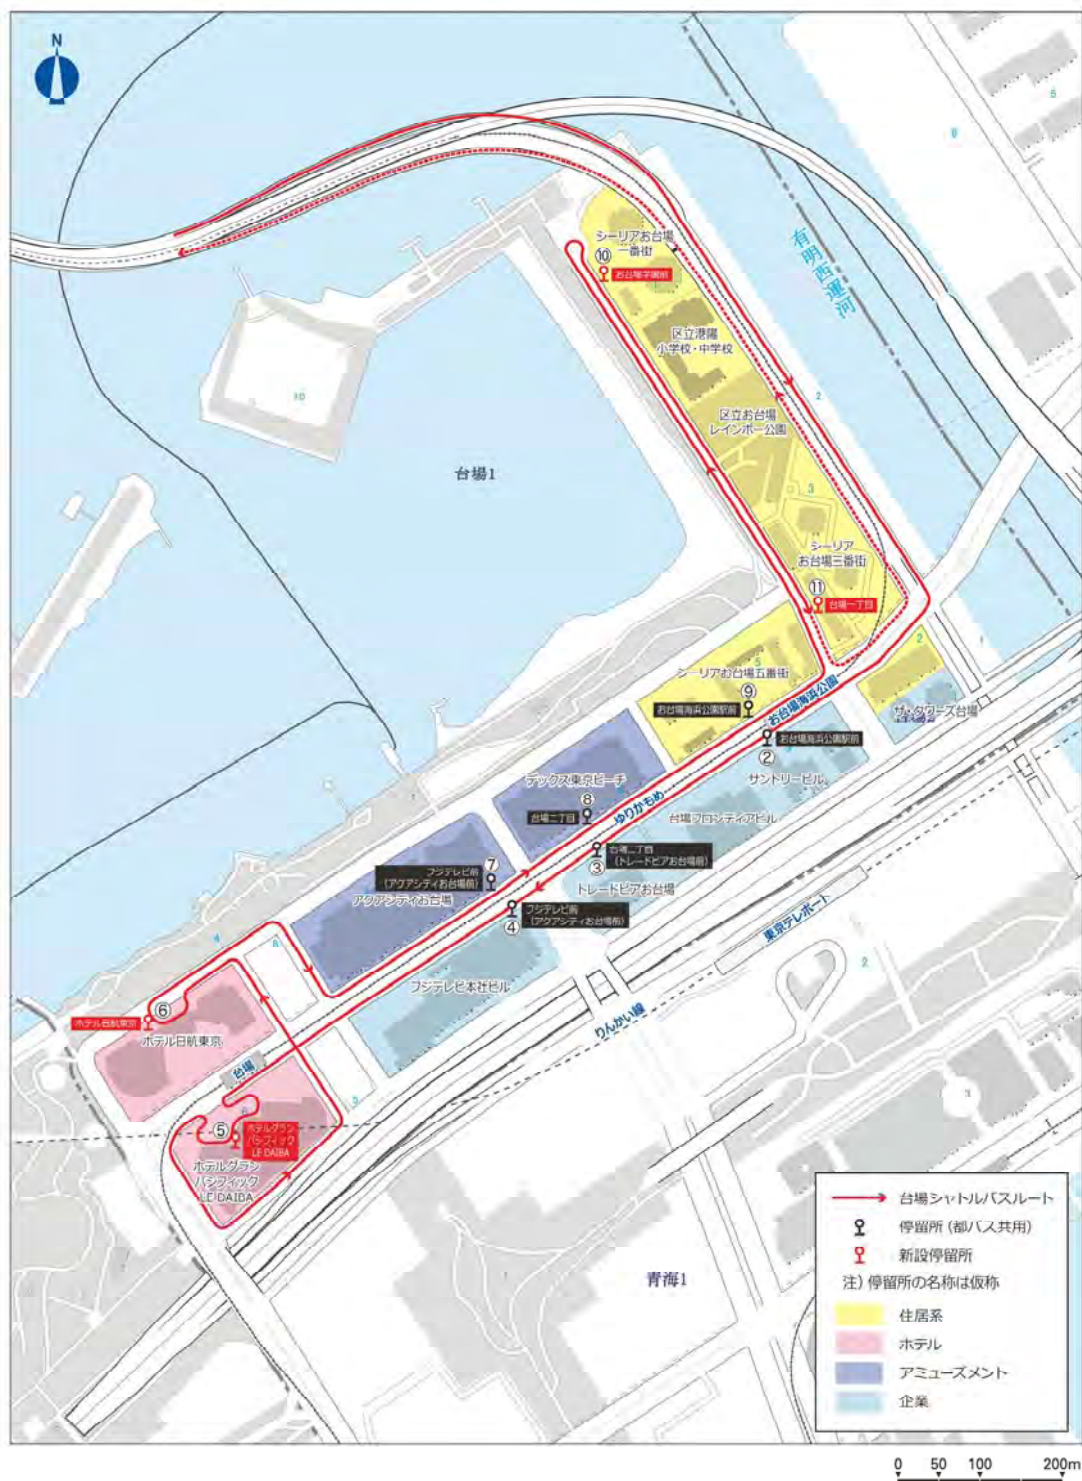 N
6
5
有明西運河
シーリアお台場
一番街
⑩
お台場学園前
区立港陽
小学校・中学校
2
10
区立お台場
レインボー公園
台場1
3
シーリア
お台場三番街
⑪
台場一丁目
2
1
シーリアお台場五番街
5
⑨
お台場海浜公園駅前
お台場海浜公園
ザ・タワーズ台場
お台場海浜公園駅前
②
サントリービル
デックス東京ビーチ
⑧
台場二丁目
ゆりかもめ
台場フロンティアビル
台場二丁目
(トレードピアお台場前)
③
トレードピアお台場
⑦
フジテレビ前
(アクアシティお台場前)
アクアシティお台場
フジテレビ前
(アクアシティお台場前)
④
東京テレポート
2
4
8
フジテレビ本社ビル
りんかい線
⑥
ホテル日航東京
ホテル日航東京
台場
3
6
⑤
ホテルグラン
パシフィック
LE DAIBA
ホテルグラン
パシフィック
LE DAIBA
青海1
台場シャトルバスルート
停留所(都バス共用)
新設停留所
注)停留所の名称は仮称
住居系
ホテル
アミューズメント
企業
0 50 100 200m